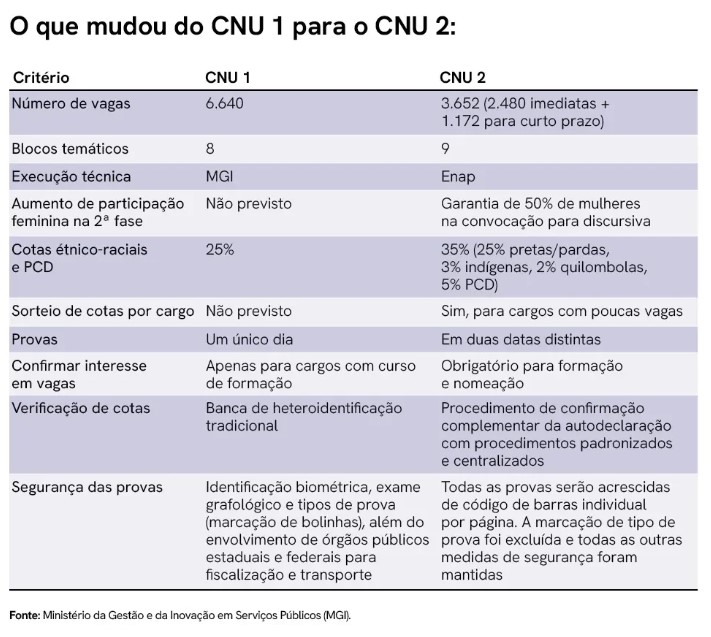 O que mudou do CNU 1 para o CNU 2:
Critério CNU 1 CNU 2
Número de vagas 6.640 3.652 (2.480 imediatas +
1.172 para curto prazo)
Blocos temáticos 8 9
Execução técnica MGI Enap
Aumento de participação Não previsto Garantia de 50% de mulheres
feminina na 2ª fase na convocação para discursiva
Cotas étnico-raciais 25% 35% (25% pretas/pardas,
e PCD 3% indígenas, 2% quilombolas,
5% PCD)
Sorteio de cotas por cargo Não previsto Sim, para cargos com poucas vagas
Provas Um único dia Em duas datas distintas
Confirmar interesse Apenas para cargos com curso Obrigatório para formação
em vagas de formação e nomeação
Verificação de cotas Banca de heteroidentificação Procedimento de confirmação
tradicional complementar da autodeclaração
com procedimentos padronizados
e centralizados
Segurança das provas Identificação biométrica, exame Todas as provas serão acrescidas
grafológico e tipos de prova de código de barras individual
(marcação de bolinhas), além do por página. A marcação de tipo de
envolvimento de órgãos públicos prova foi excluída e todas as outras
estaduais e federais para medidas de segurança foram
fiscalização e transporte mantidas
Fonte: Ministério da Gestão e da Inovação em Serviços Públicos (MGI).